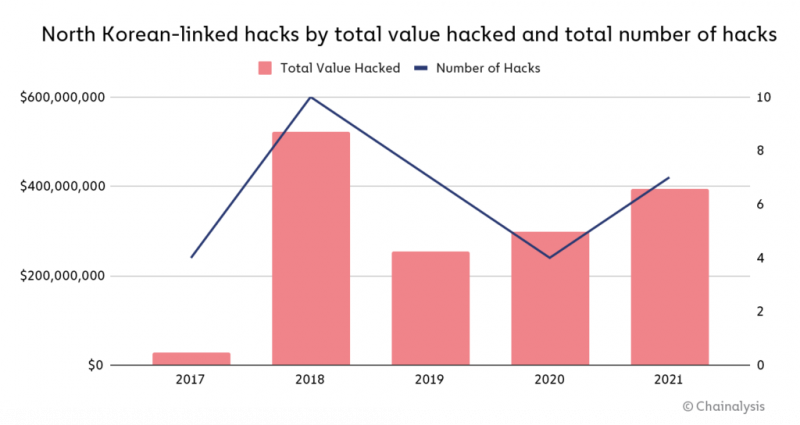 North Korean-linked hacks by total value hacked and total number of hacks
Total Value Hacked Number of Hacks
$600,000,000 10
8
$400,000,000
6
4
$200,000,000
2
$0 0
2017 2018 2019 2020 2021
© Chainalysis